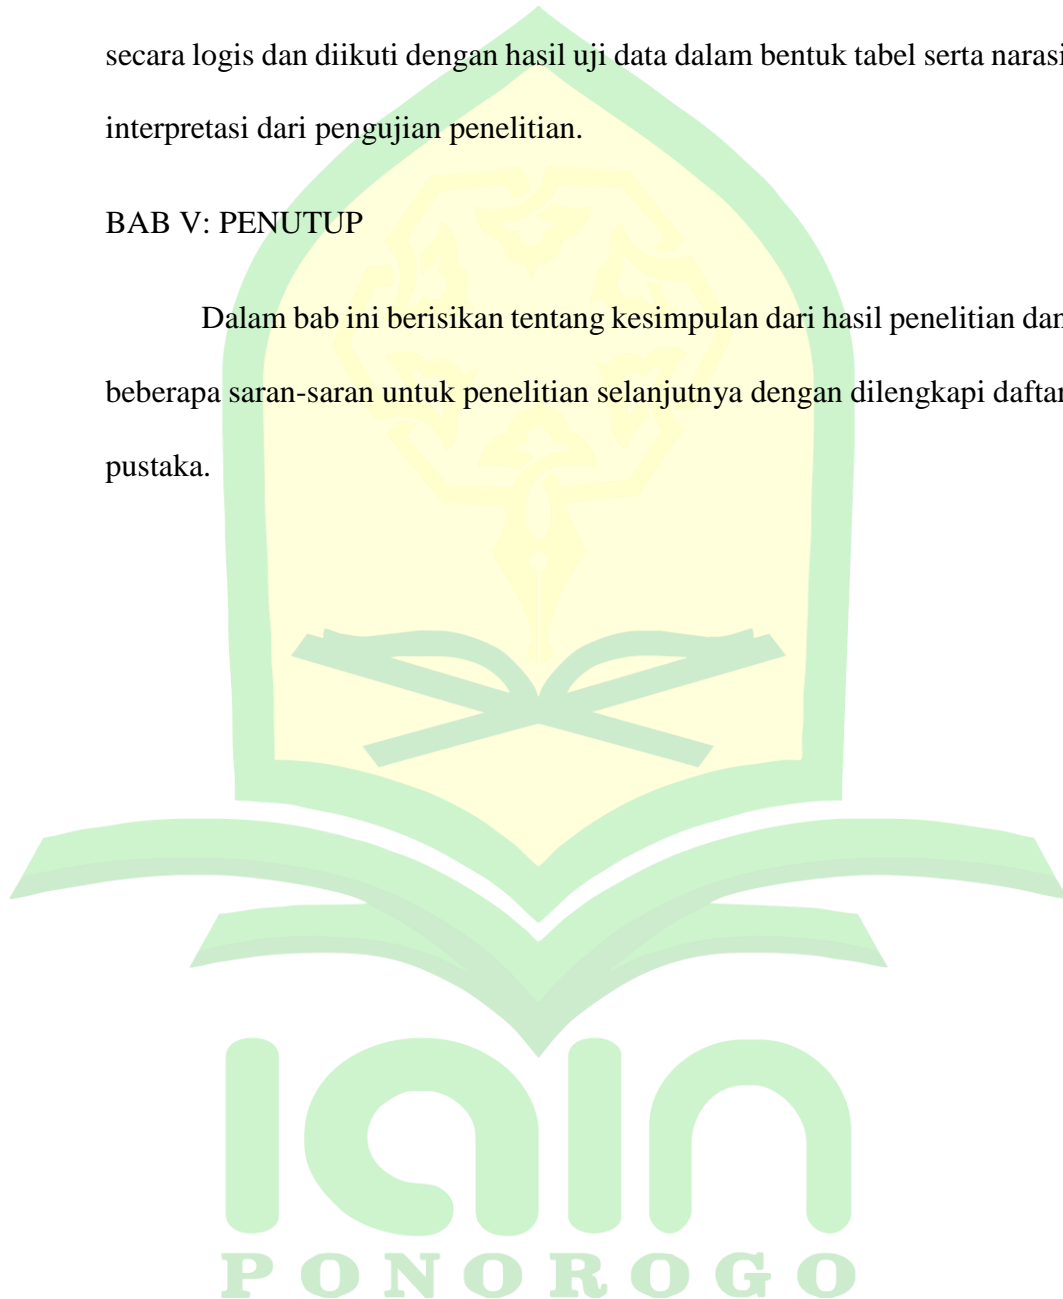 secara logis dan diikuti dengan hasil uji data dalam bentuk tabel serta narasi
interpretasi dari pengujian penelitian.
BAB V: PENUTUP
Dalam bab ini berisikan tentang kesimpulan dari hasil penelitian dan
beberapa saran-saran untuk penelitian selanjutnya dengan dilengkapi daftar
pustaka.
iain
PONOROGO